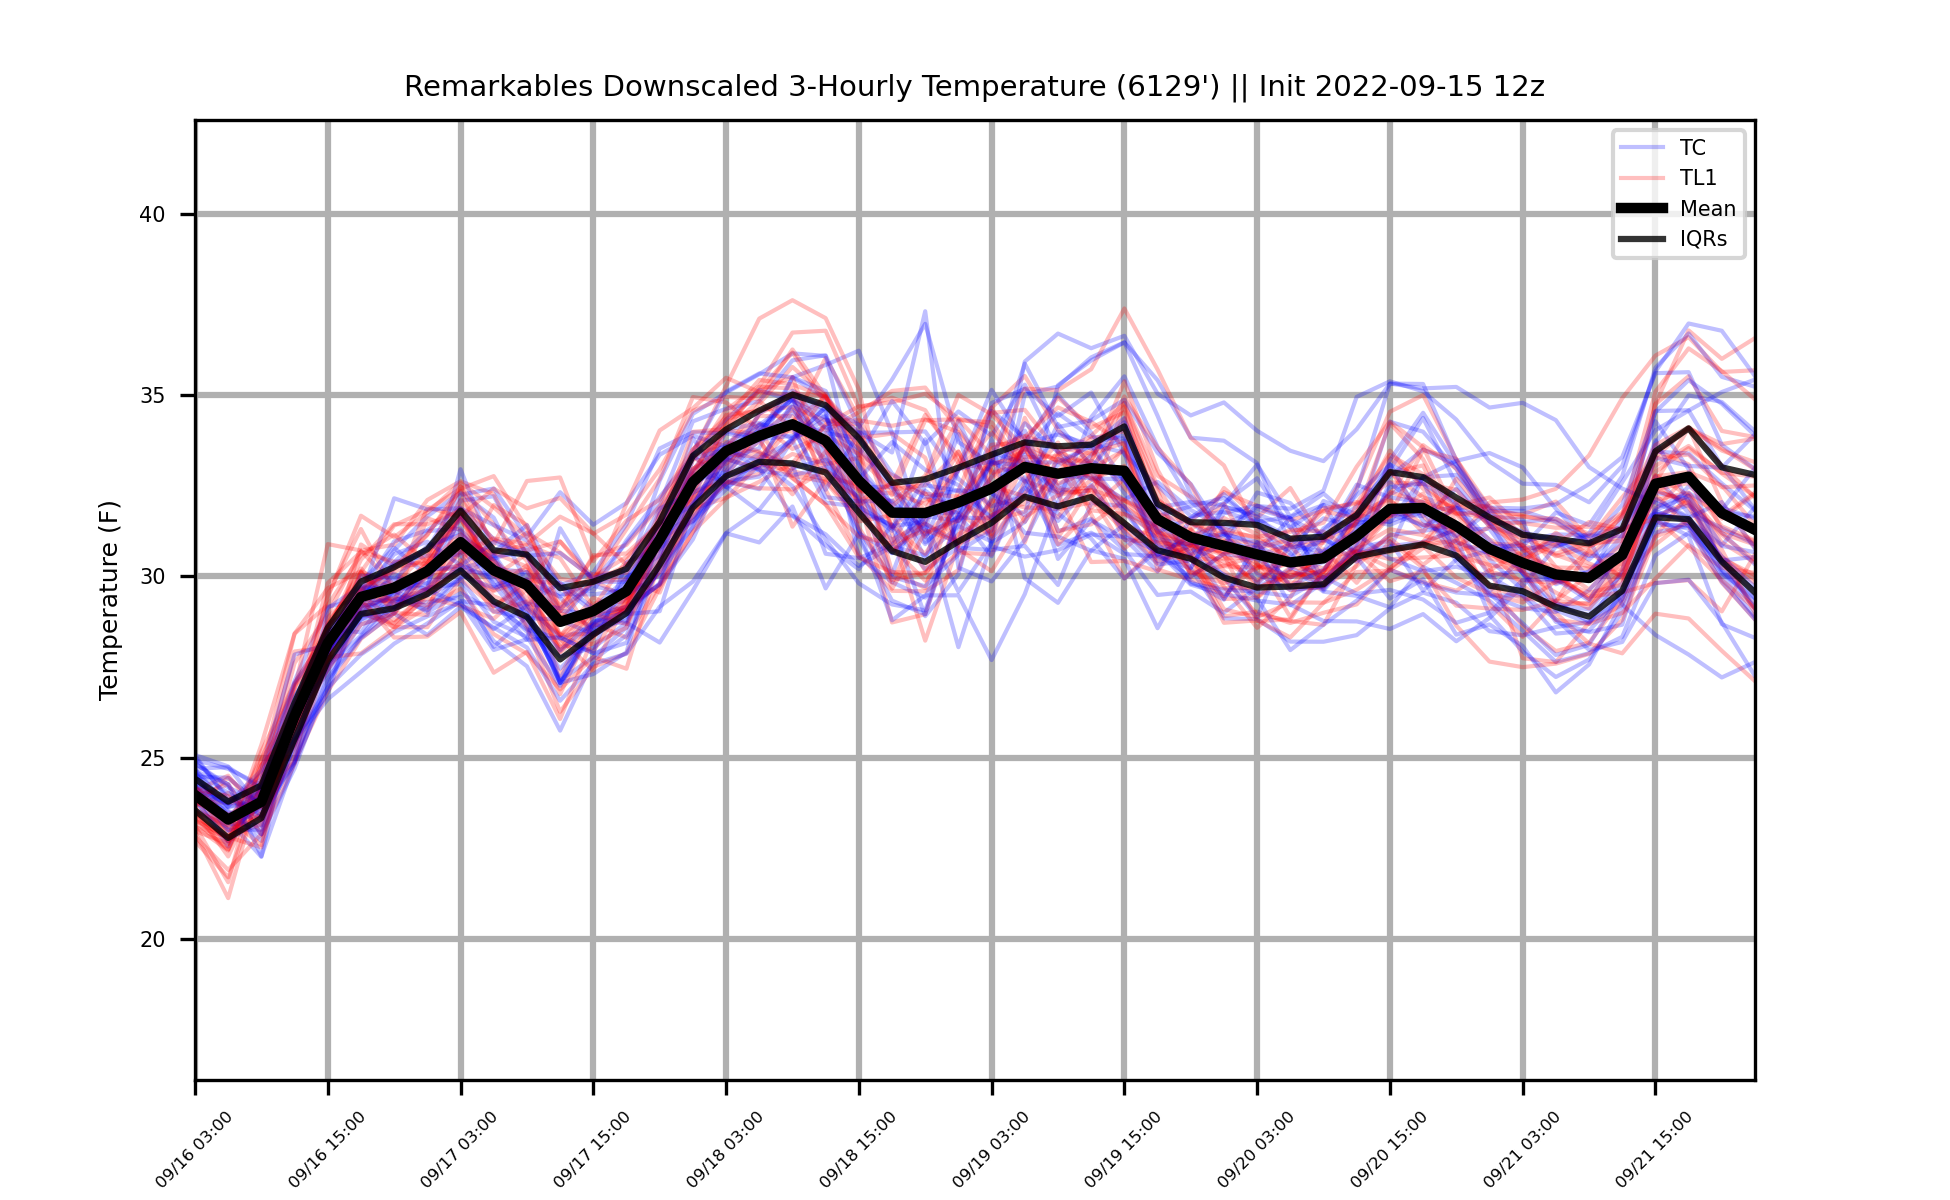 Remarkables Downscaled 3-Hourly Temperature (6129') || Init 2022-09-15 12z
TC
TL1
Mean
IQRs
Temperature (F)
40
35
30
25
20
09/16 03:00
09/16 15:00
09/17 03:00
09/17 15:00
09/18 03:00
09/18 15:00
09/19 03:00
09/19 15:00
09/20 03:00
09/20 15:00
09/21 03:00
09/21 15:00